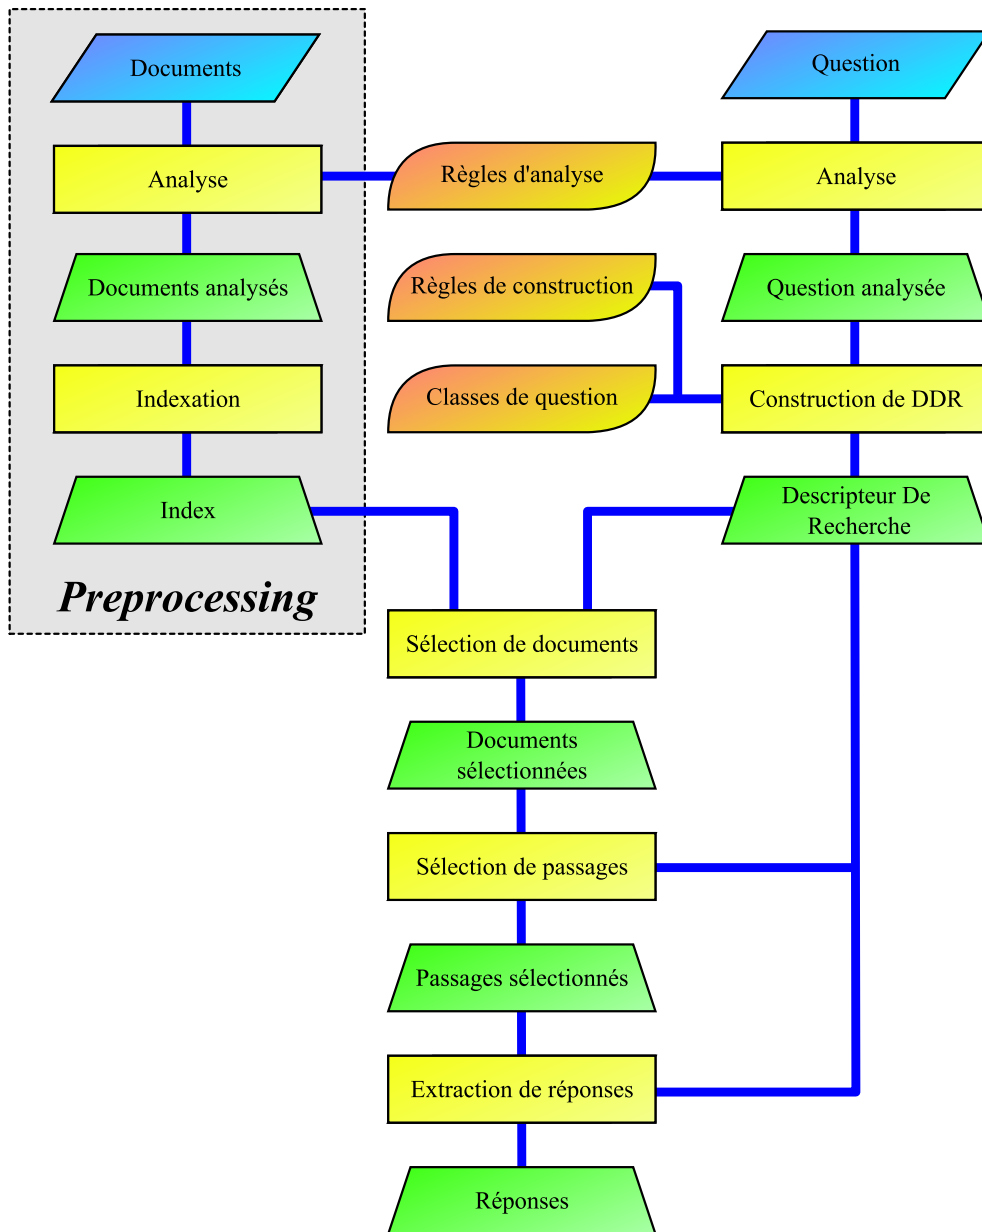 Documents
Question
Analyse
Règles d'analyse
Analyse
Documents analysés
Règles de construction
Question analysée
Indexation
Classes de question
Construction de DDR
Index
Descripteur De
Recherche
Preprocessing
Sélection de documents
Documents
sélectionnées
Sélection de passages
Passages sélectionnés
Extraction de réponses
Réponses